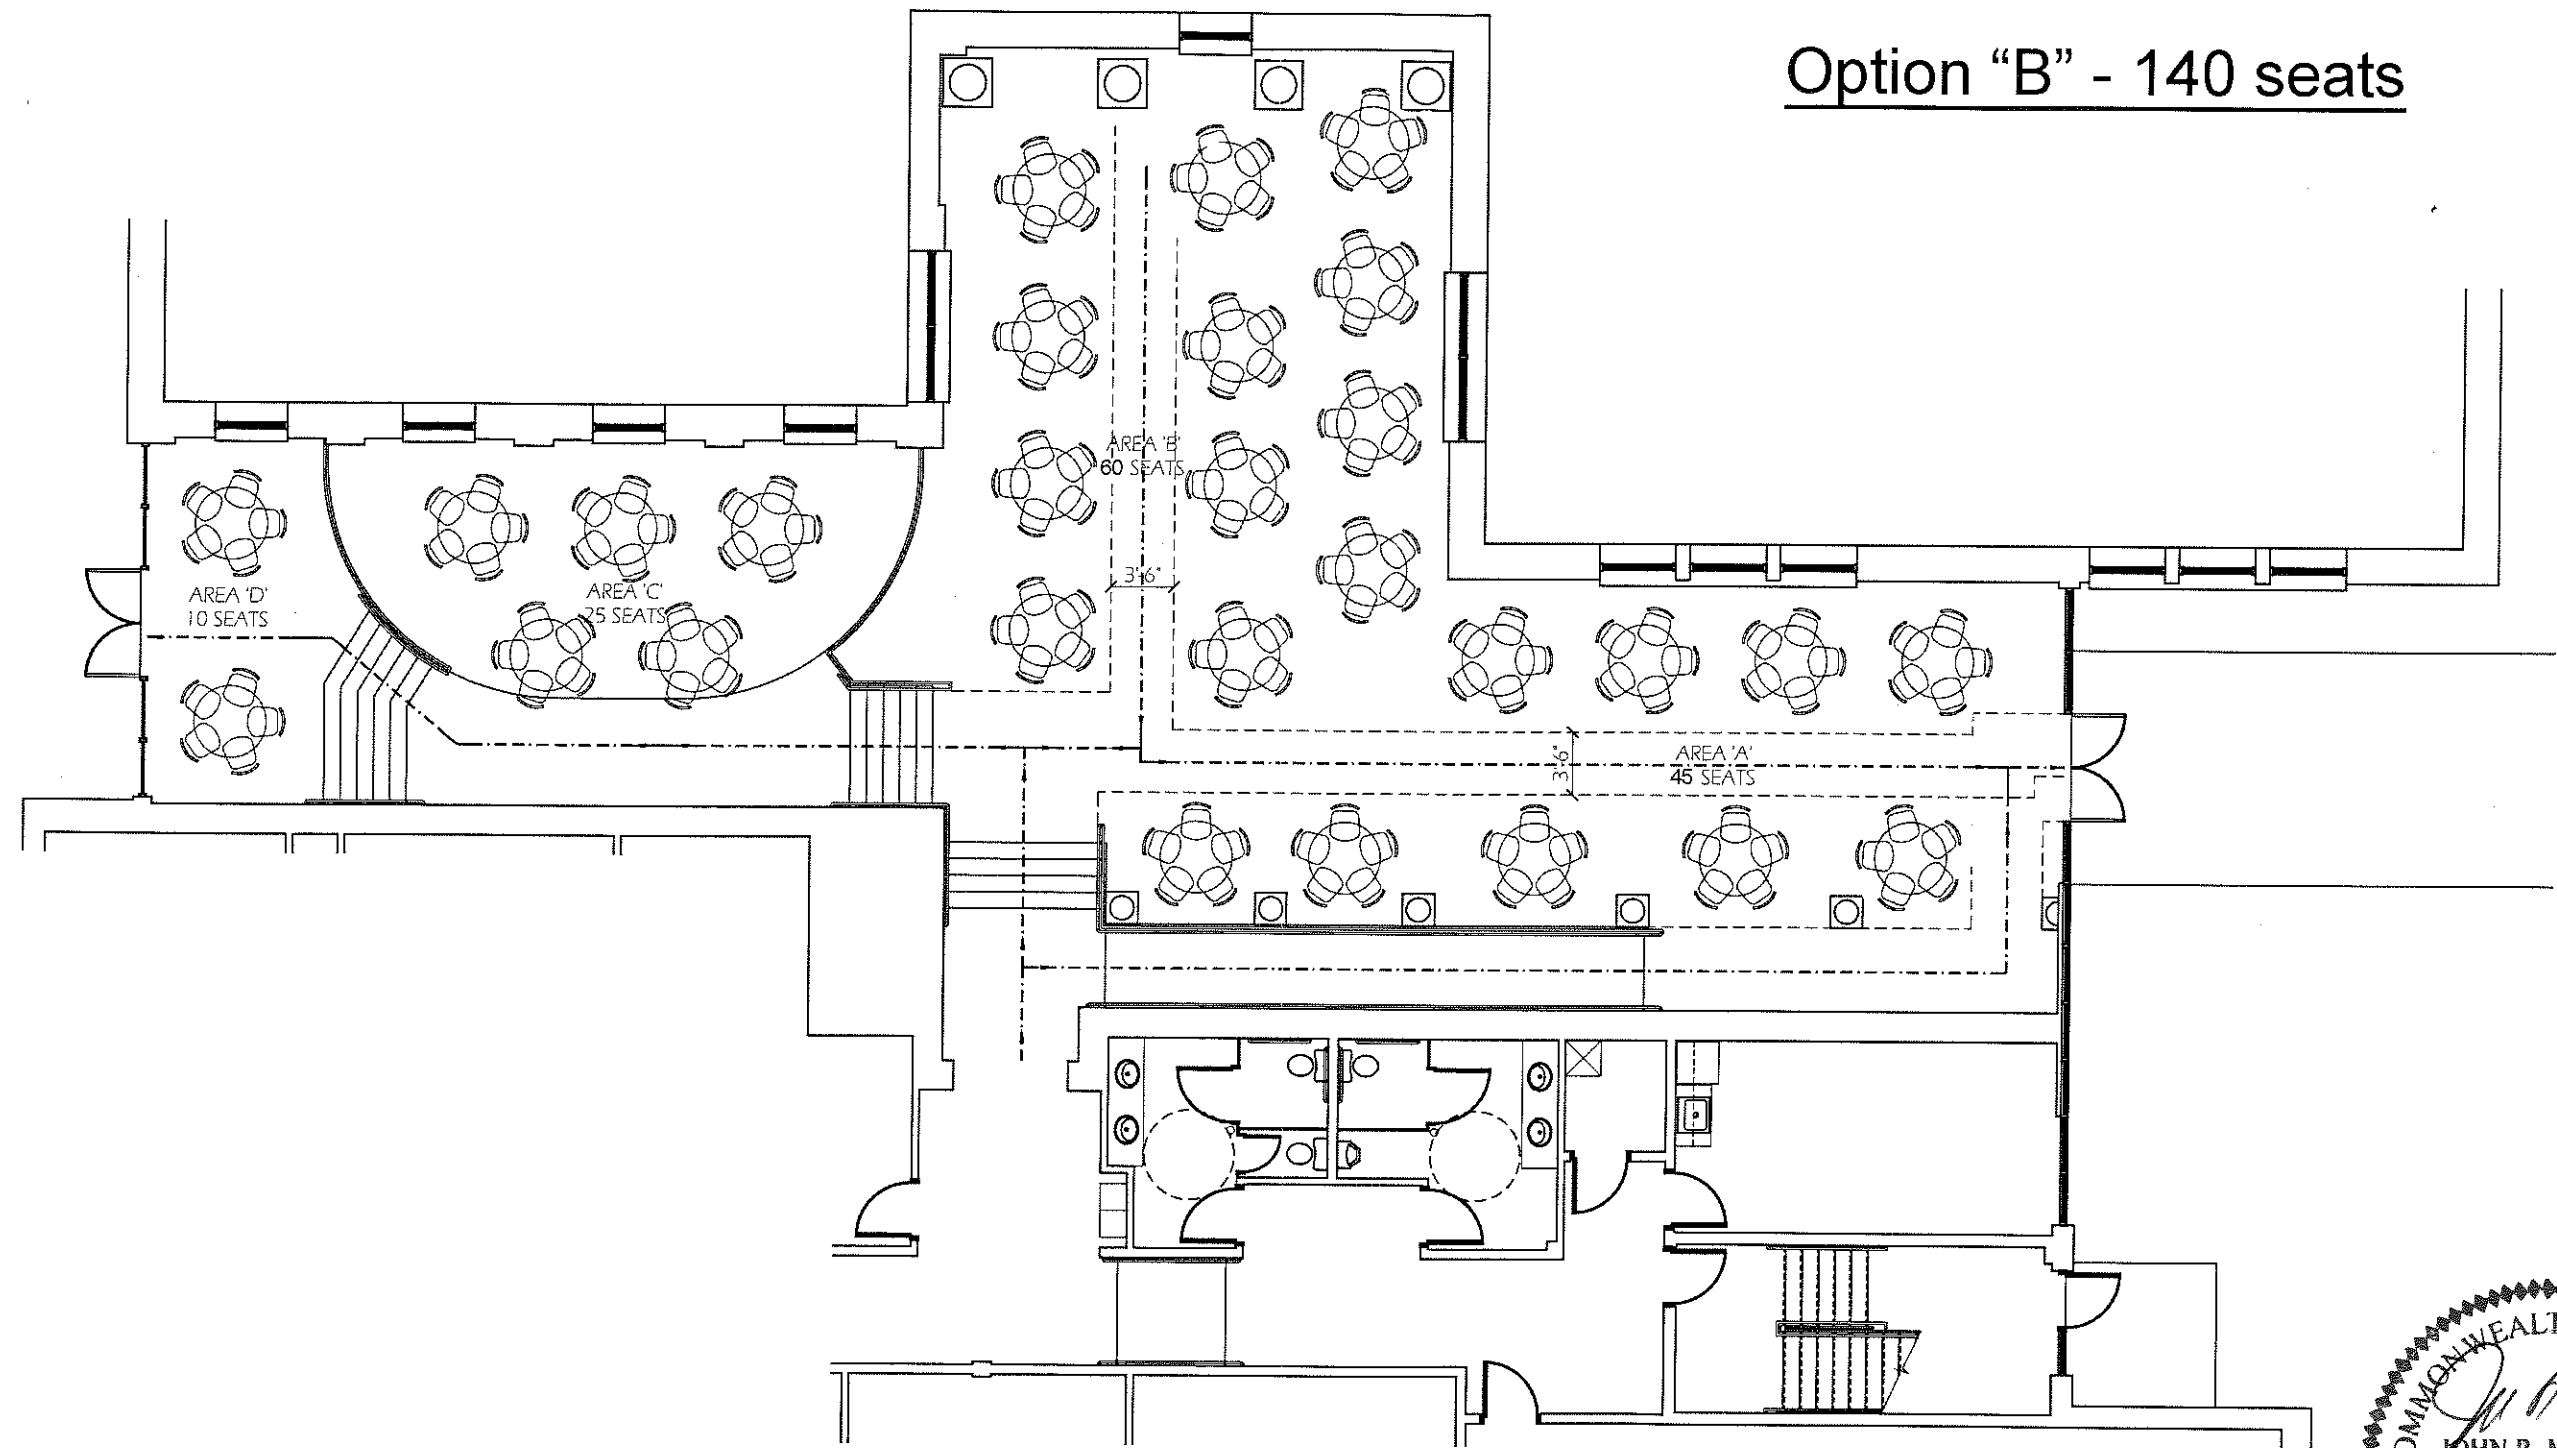 Option “B” - 140 seats
AREA 'B'
60 SEATS
3'-6"
AREA 'D'
10 SEATS
AREA 'C'
25 SEATS
3'-6"
AREA 'A'
45 SEATS